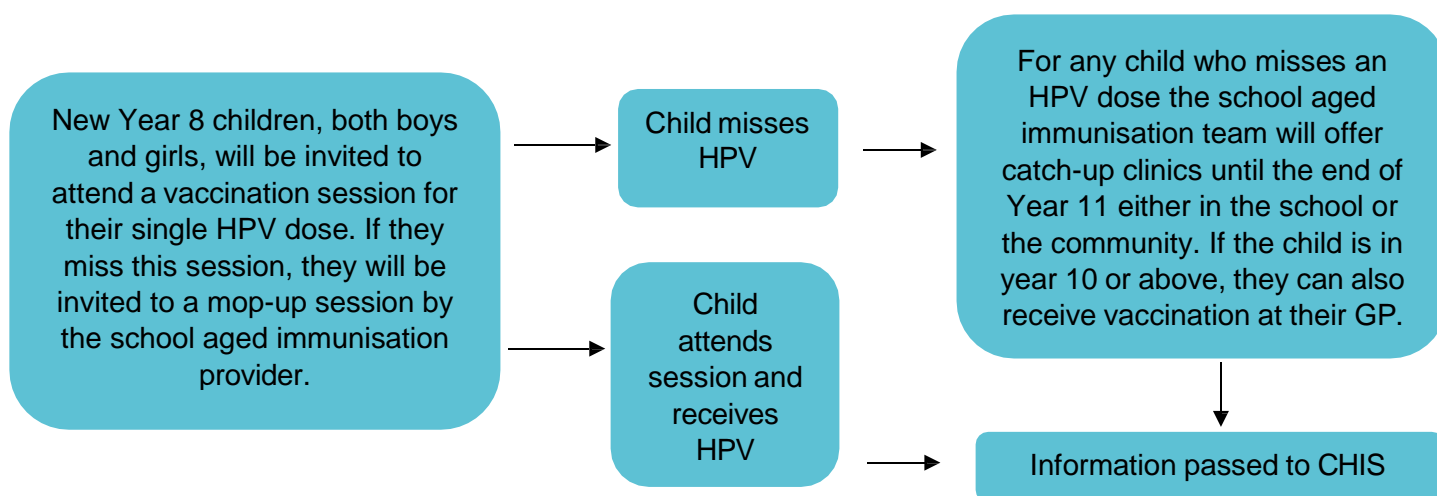 New Year 8 children, both boys
and girls, will be invited to
attend a vaccination session for
their single HPV dose. If they
miss this session, they will be
invited to a mop-up session by
the school aged immunisation
provider.
Child misses
HPV
For any child who misses an
HPV dose the school aged
immunisation team will offer
catch-up clinics until the end of
Year 11 either in the school or
the community. If the child is in
year 10 or above, they can also
receive vaccination at their GP.
Child
attends
session and
receives
HPV
Information passed to CHIS